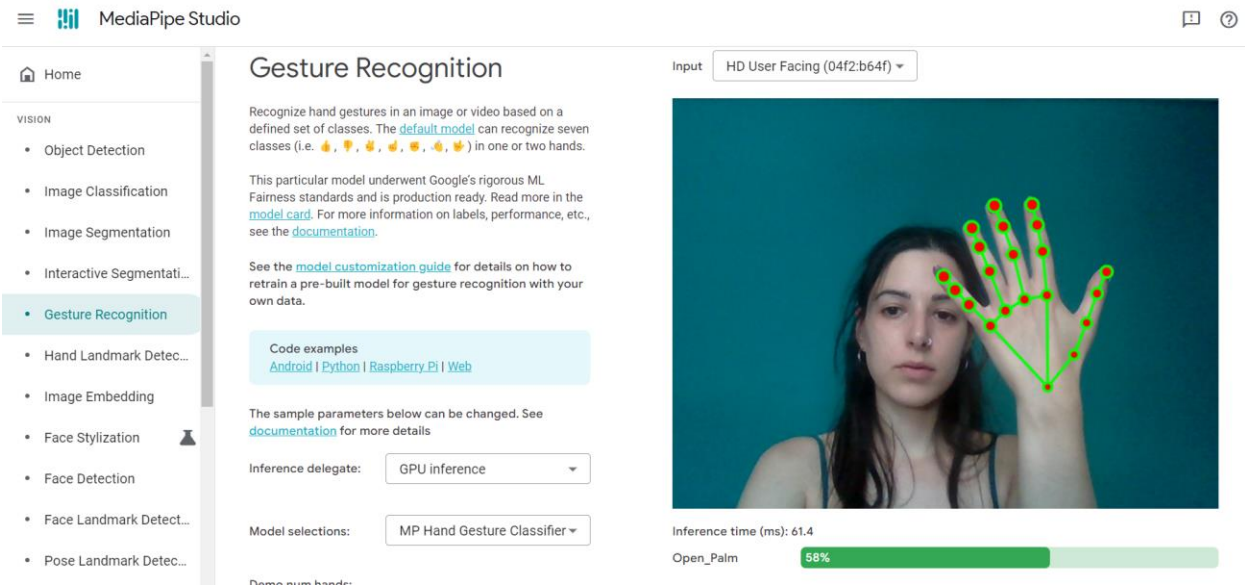 MediaPipe Studio
Home
VISION
Object Detection
Image Classification
Image Segmentation
Interactive Segmentati...
Gesture Recognition
Hand Landmark Detec...
Image Embedding
Face Stylization
Face Detection
Face Landmark Detect...
Pose Landmark Detec...
Gesture Recognition
Recognize hand gestures in an image or video based on a
defined set of classes. The default model can recognize seven
classes (i.e. 👍, 👎, ✌️, ☝️, ✊, 👋, 🤟) in one or two hands.
This particular model underwent Google's rigorous ML
Fairness standards and is production ready. Read more in the
model card. For more information on labels, performance, etc.,
see the documentation.
See the model customization guide for details on how to
retrain a pre-built model for gesture recognition with your
own data.
Code examples
Android | Python | Raspberry Pi | Web
The sample parameters below can be changed. See
documentation for more details
Inference delegate: GPU inference
Model selections: MP Hand Gesture Classifier
Demo num hands:
Input HD User Facing (04f2:b64f)
Inference time (ms): 61.4
Open_Palm 58%